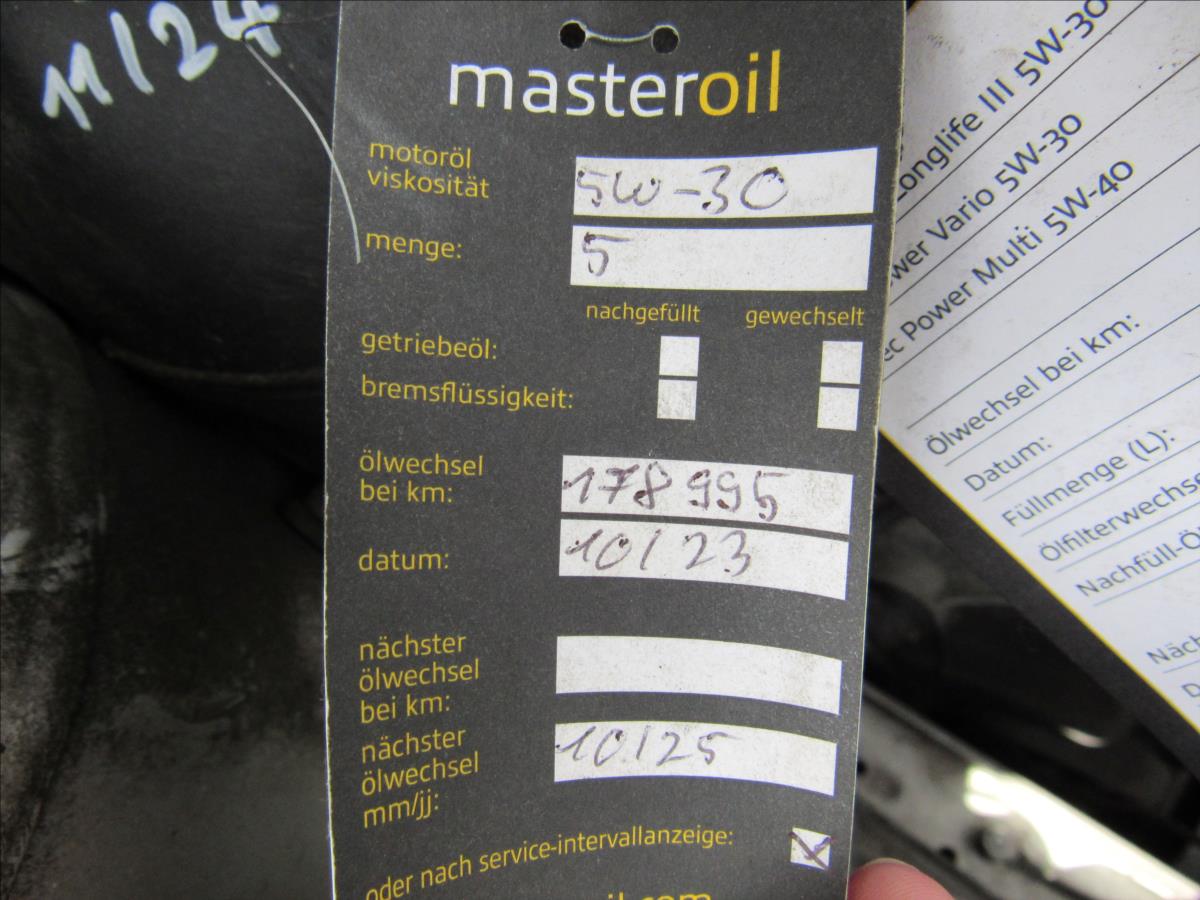 11/24
masteroil
motoröl
viskosität
5W-30
menge:
5
nachgefüllt gewechselt
getriebeöl:
bremsflüssigkeit:
ölwechsel
bei km:
178995
datum:
10/23
nächster
ölwechsel
bei km:
nächster
ölwechsel
mm/jj:
10/25
oder nach service-intervallanzeige:
Longlife III 5W-30
Vario 5W-30
Power Multi 5W-40
Ölwechsel bei km:
Datum:
Füllmenge (L):